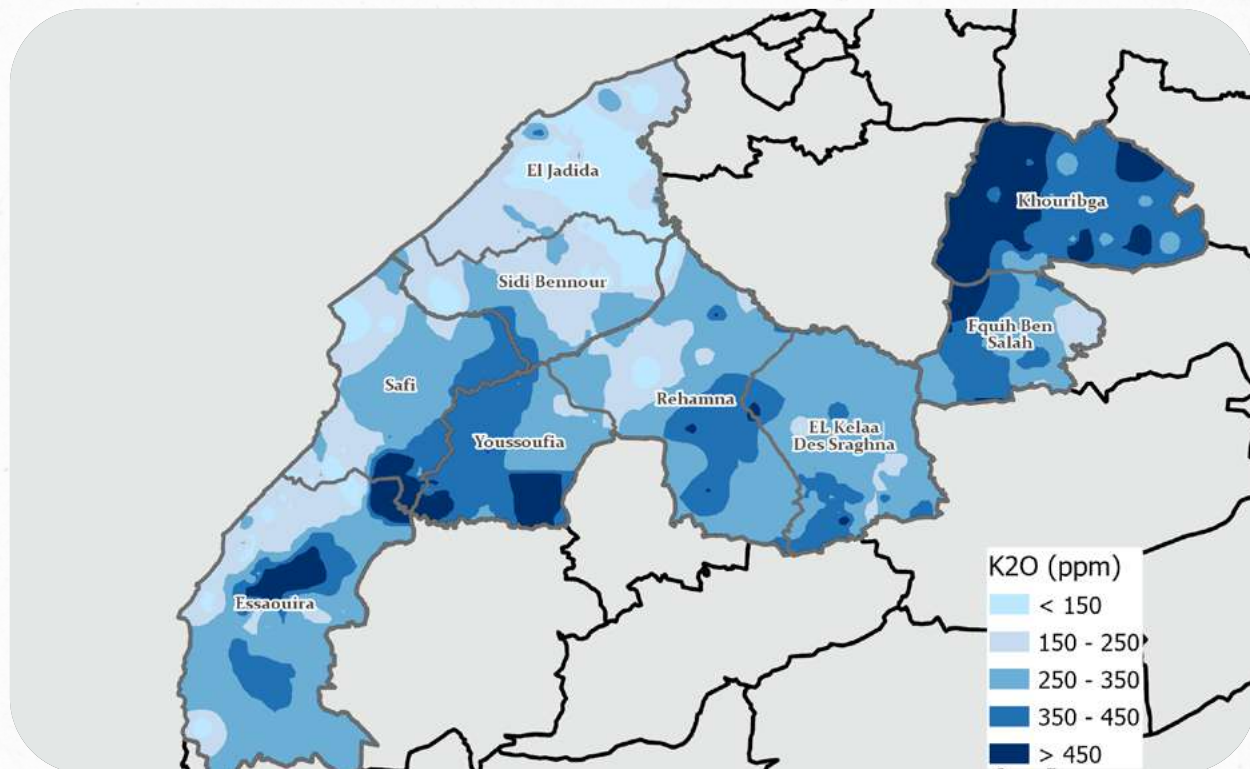 El Jadida
Khouribga
Sidi Bennour
Fquih Ben
Salah
Safi
Rehamna
EL Kelaa
Des Sraghna
Youssoufia
Essaouira
K2O (ppm)
< 150
150 - 250
250 - 350
350 - 450
> 450